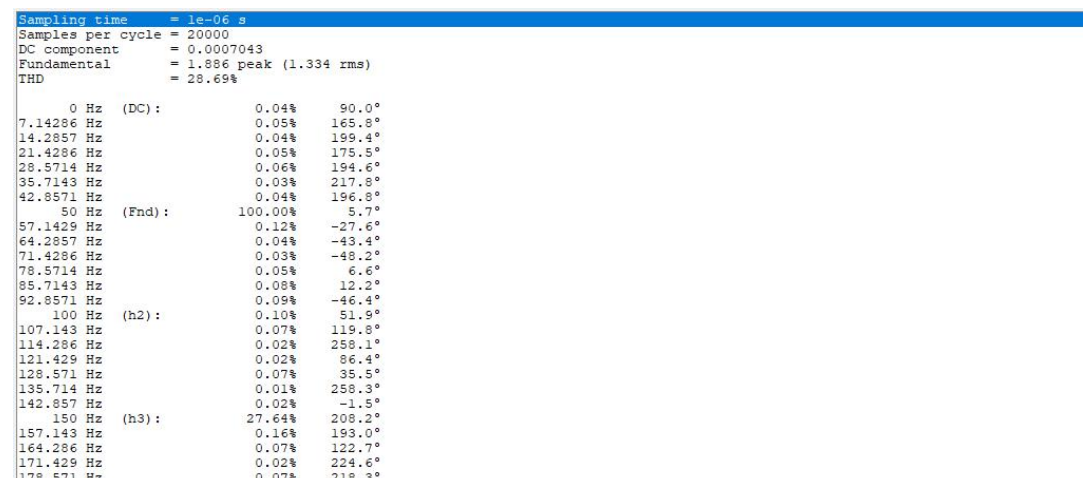 Sampling time = 1e-06 s
Samples per cycle = 20000
DC component = 0.0007043
Fundamental = 1.886 peak (1.334 rms)
THD = 28.69%
0 Hz (DC): 0.04% 90.0°
7.14286 Hz 0.05% 165.8°
14.2857 Hz 0.04% 199.4°
21.4286 Hz 0.05% 175.5°
28.5714 Hz 0.06% 194.6°
35.7143 Hz 0.03% 217.8°
42.8571 Hz 0.04% 196.8°
50 Hz (Fnd): 100.00% 5.7°
57.1429 Hz 0.12% -27.6°
64.2857 Hz 0.04% -43.4°
71.4286 Hz 0.03% -48.2°
78.5714 Hz 0.05% 6.6°
85.7143 Hz 0.08% 12.2°
92.8571 Hz 0.09% -46.4°
100 Hz (h2): 0.10% 51.9°
107.143 Hz 0.07% 119.8°
114.286 Hz 0.02% 258.1°
121.429 Hz 0.02% 86.4°
128.571 Hz 0.07% 35.5°
135.714 Hz 0.01% 258.3°
142.857 Hz 0.02% -1.5°
150 Hz (h3): 27.64% 208.2°
157.143 Hz 0.16% 193.0°
164.286 Hz 0.07% 122.7°
171.429 Hz 0.02% 224.6°
178.571 Hz 0.07% 218.3°